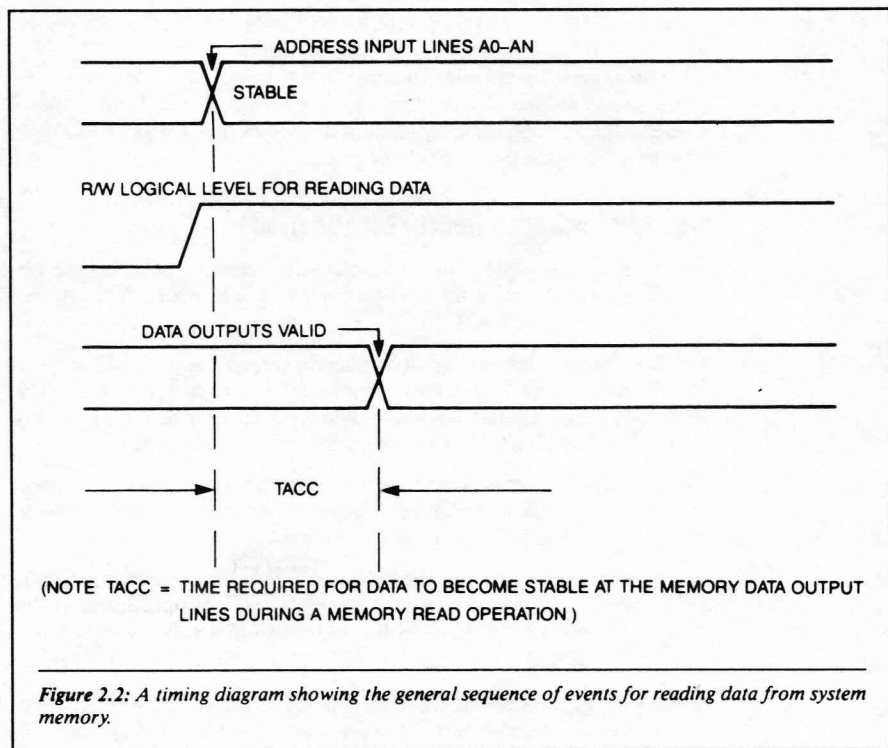 ADDRESS INPUT LINES A0–AN
STABLE
R/W LOGICAL LEVEL FOR READING DATA
DATA OUTPUTS VALID
TACC
(NOTE TACC = TIME REQUIRED FOR DATA TO BECOME STABLE AT THE MEMORY DATA OUTPUT
LINES DURING A MEMORY READ OPERATION )
Figure 2.2: A timing diagram showing the general sequence of events for reading data from system
memory.